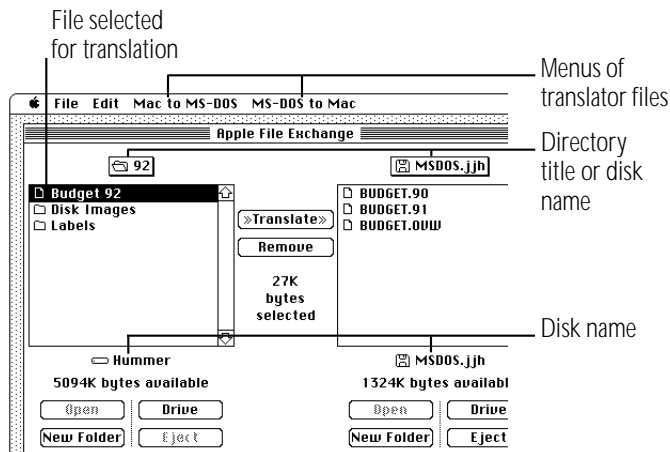 File selected
for translation
Menus of
translator files
File Edit Mac to MS-DOS MS-DOS to Mac
Apple File Exchange
Directory
title or disk
name
92
MSDOS.jjh
Budget 92
Disk Images
Labels
»Translate»
Remove
27K
bytes
selected
BUDGET.90
BUDGET.91
BUDGET.OVW
Disk name
Hummer
MSDOS.jjh
5094K bytes available
1324K bytes availabl
Open
Drive
Open
Drive
New Folder
Eject
New Folder
Eject